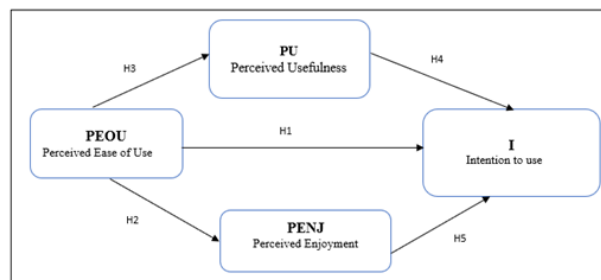 PU
Perceived Usefulness
H3
H4
PEOU
Perceived Ease of Use
H1
I
Intention to use
H2
PENJ
Perceived Enjoyment
H5